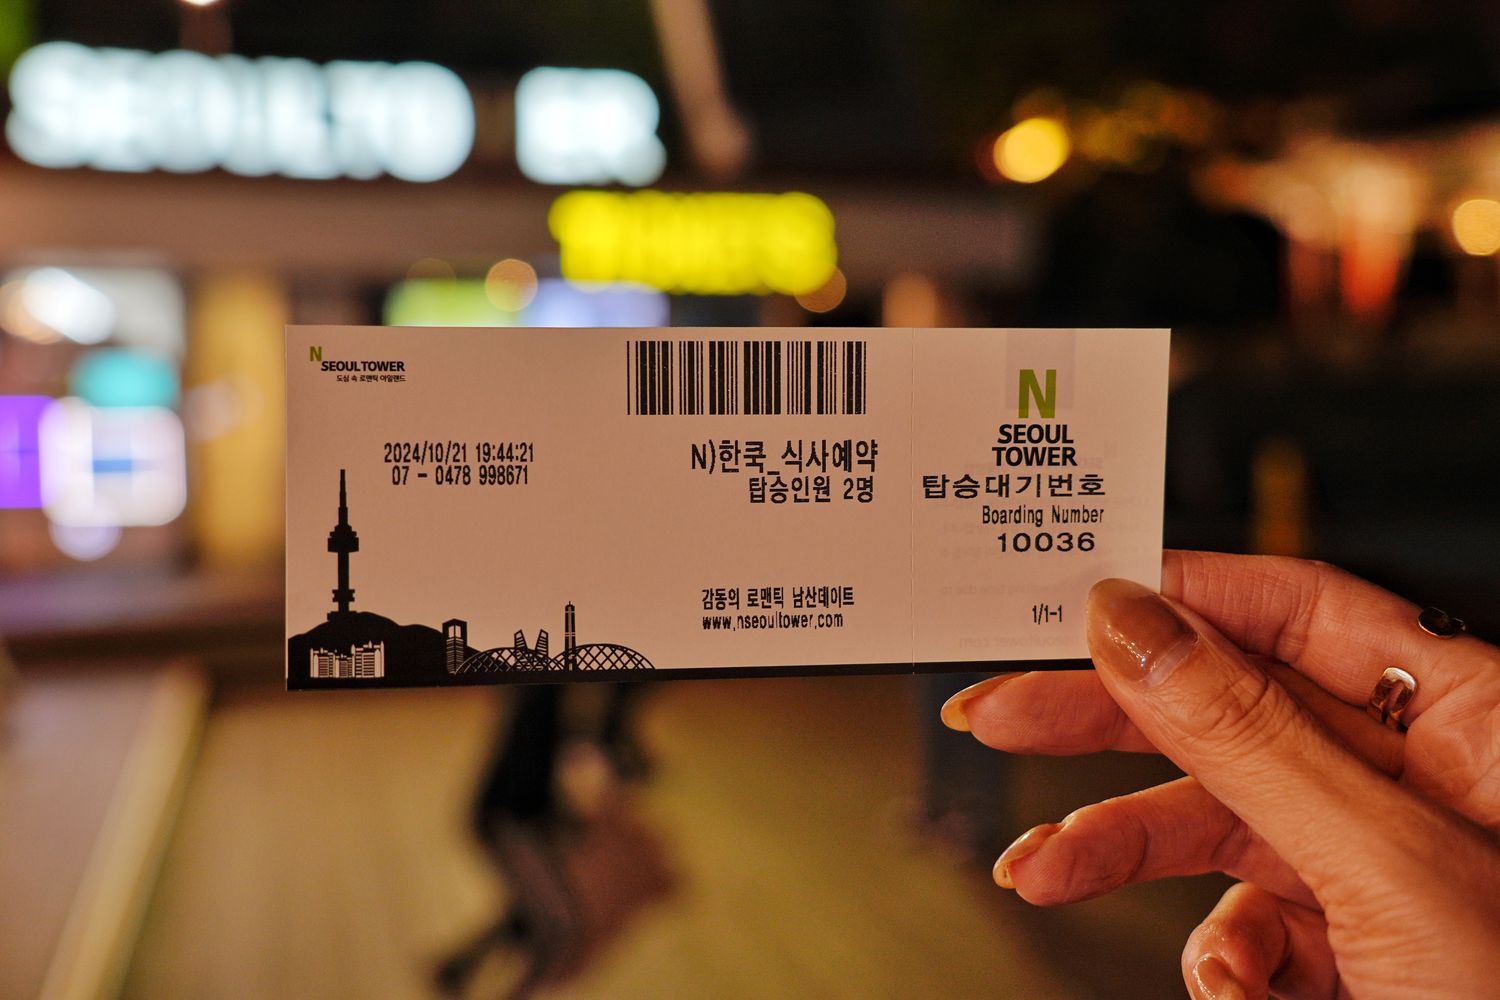 N
SEOULTOWER
도심 속 로맨틱 아일랜드
2024/10/21 19:44:21
07 - 0478 998671
N)한쿡_식사예약
탑승인원 2명
감동의 로맨틱 남산데이트
www.nseoultower.com
N
SEOUL
TOWER
탑승대기번호
Boarding Number
10036
1/1-1